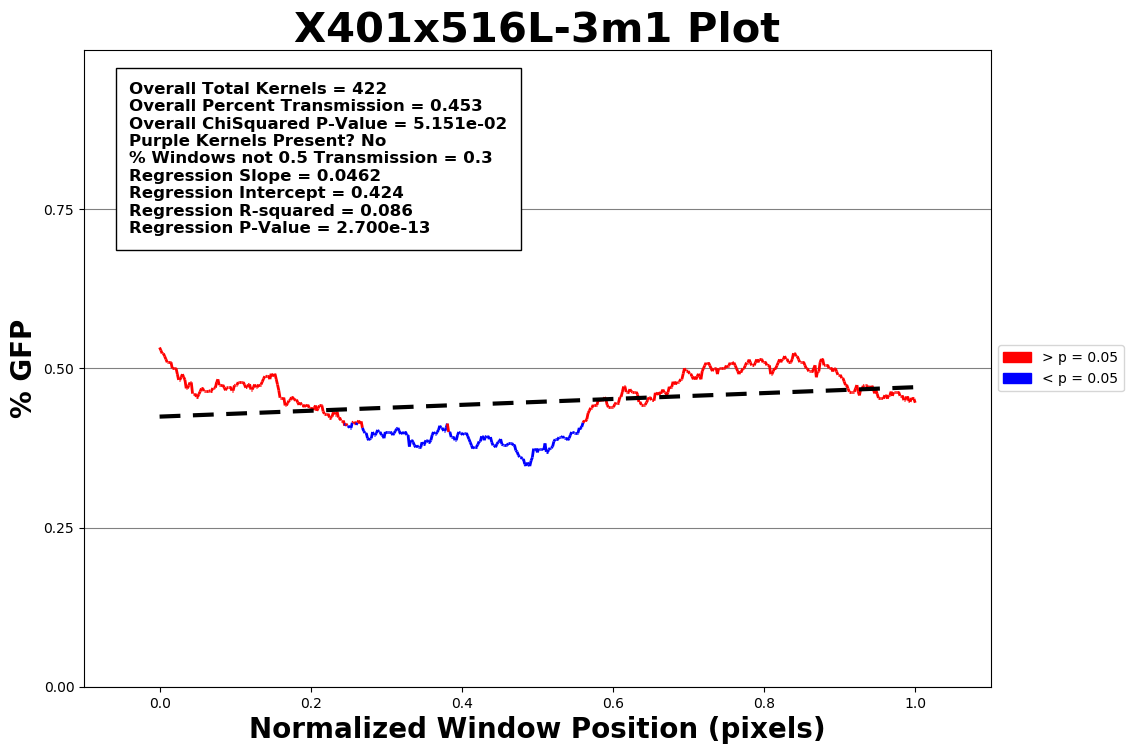 X401x516L-3m1 Plot
Overall Total Kernels = 422
Overall Percent Transmission = 0.453
Overall ChiSquared P-Value = 5.151e-02
Purple Kernels Present? No
% Windows not 0.5 Transmission = 0.3
Regression Slope = 0.0462
Regression Intercept = 0.424
Regression R-squared = 0.086
Regression P-Value = 2.700e-13
% GFP
0.75
0.50
0.25
0.00
> p = 0.05
< p = 0.05
0.0 0.2 0.4 0.6 0.8 1.0
Normalized Window Position (pixels)